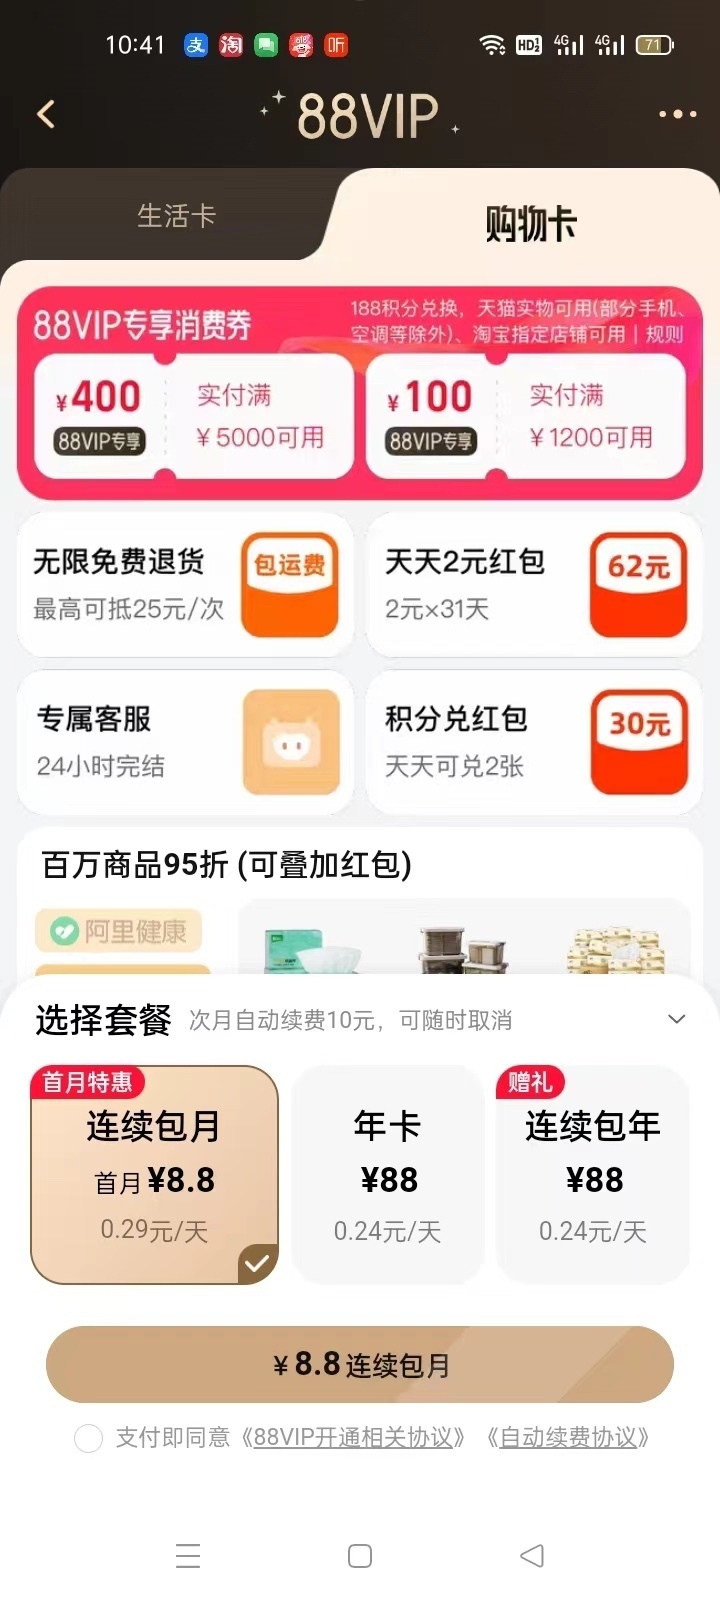 10:41 支 淘 听 HD2 4G 4G 71
88VIP
生活卡
购物卡
88VIP专享消费券
188积分兑换，天猫实物可用(部分手机、
空调等除外)、淘宝指定店铺可用 | 规则
¥400
88VIP专享
实付满
¥5000可用
¥100
88VIP专享
实付满
¥1200可用
无限免费退货
最高可抵25元/次
包运费
天天2元红包
2元×31天
62元
专属客服
24小时完结
积分兑红包
天天可兑2张
30元
百万商品95折 (可叠加红包)
阿里健康
选择套餐 次月自动续费10元，可随时取消
首月特惠
连续包月
首月 ¥8.8
0.29元/天
年卡
¥88
0.24元/天
赠礼
连续包年
¥88
0.24元/天
¥8.8 连续包月
支付即同意《88VIP开通相关协议》《自动续费协议》